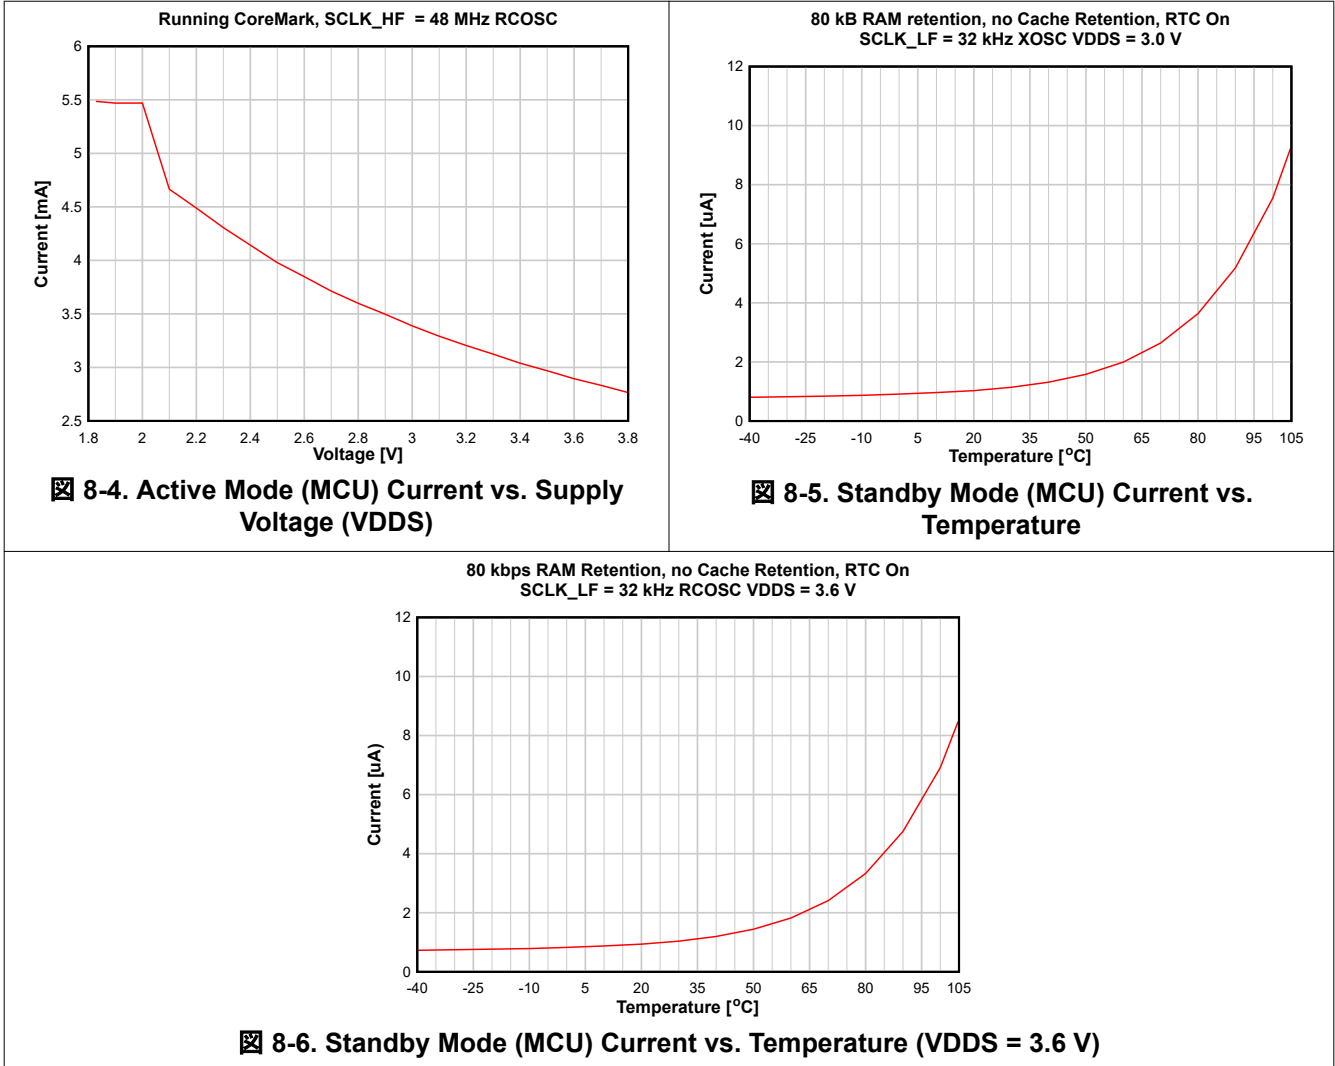 Running CoreMark, SCLK_HF = 48 MHz RCOSC
6
5.5
5
4.5
4
3.5
3
2.5
Current [mA]
1.8 2 2.2 2.4 2.6 2.8 3 3.2 3.4 3.6 3.8
Voltage [V]
図 8-4. Active Mode (MCU) Current vs. Supply
Voltage (VDDS)
80 kB RAM retention, no Cache Retention, RTC On
SCLK_LF = 32 kHz XOSC VDDS = 3.0 V
12
10
8
6
4
2
0
Current [uA]
-40 -25 -10 5 20 35 50 65 80 95 105
Temperature [°C]
図 8-5. Standby Mode (MCU) Current vs.
Temperature
80 kbps RAM Retention, no Cache Retention, RTC On
SCLK_LF = 32 kHz RCOSC VDDS = 3.6 V
12
10
8
6
4
2
0
Current [uA)
-40 -25 -10 5 20 35 50 65 80 95 105
Temperature [°C]
図 8-6. Standby Mode (MCU) Current vs. Temperature (VDDS = 3.6 V)